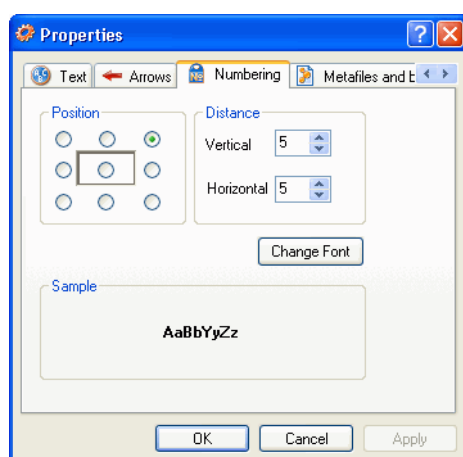 Properties
Text Arrows Numbering Metafiles and b
Position
Distance
Vertical 5
Horizontal 5
Change Font
Sample
AaBbYyZz
OK Cancel Apply